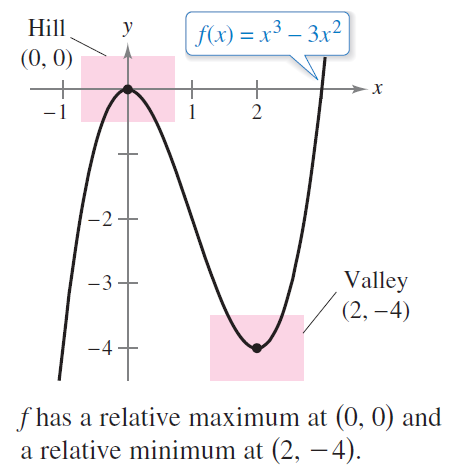 Hill
(0, 0)
y
f(x) = x³ – 3x²
x
−1
1
2
−2
−3
−4
Valley
(2, −4)
f has a relative maximum at (0, 0) and
a relative minimum at (2, −4).